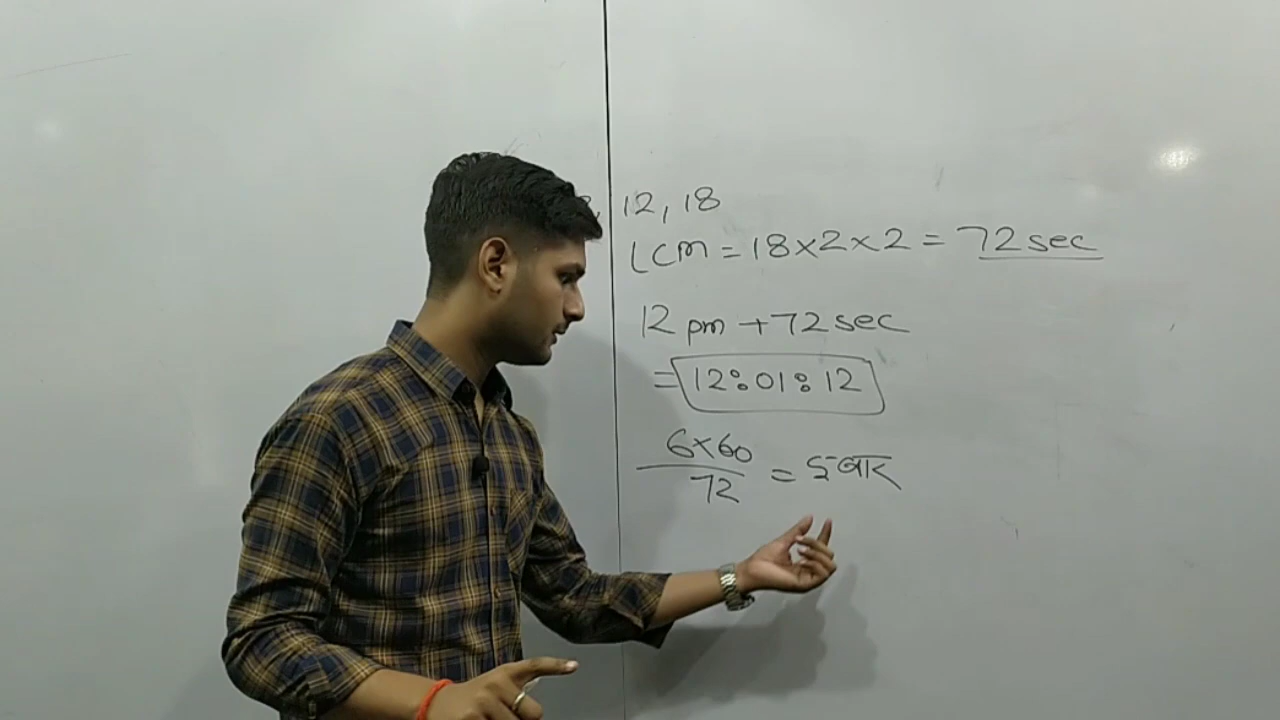 12, 18
LCM = 18×2×2 = 72 sec
12 pm + 72 sec
= 12:01:12
6×60/72 = 5 बार